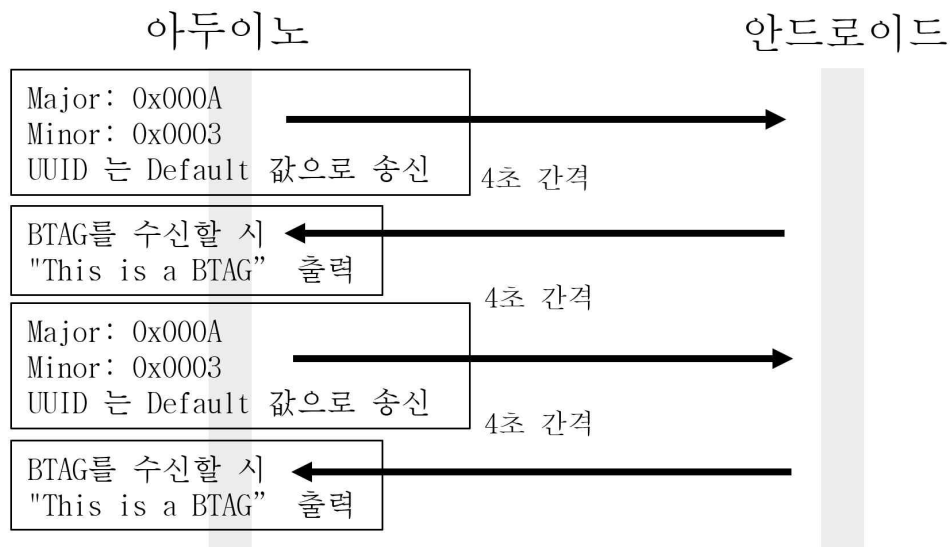 아두이노
안드로이드
Major: 0x000A
Minor: 0x0003
UUID 는 Default 값으로 송신
4초 간격
BTAG를 수신할 시
"This is a BTAG” 출력
4초 간격
Major: 0x000A
Minor: 0x0003
UUID 는 Default 값으로 송신
4초 간격
BTAG를 수신할 시
"This is a BTAG” 출력